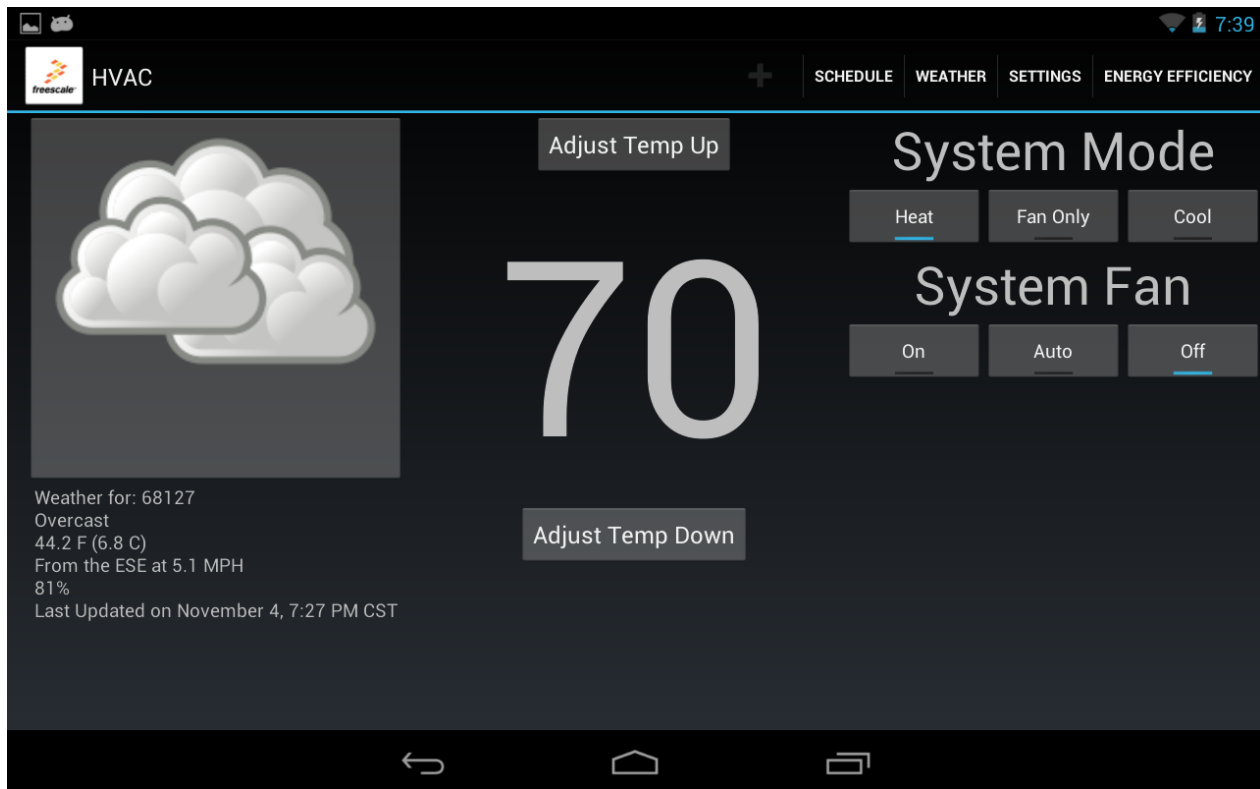 7:39
freescale
HVAC
SCHEDULE
WEATHER
SETTINGS
ENERGY EFFICIENCY
Adjust Temp Up
70
Adjust Temp Down
System Mode
Heat
Fan Only
Cool
System Fan
On
Auto
Off
Weather for: 68127
Overcast
44.2 F (6.8 C)
From the ESE at 5.1 MPH
81%
Last Updated on November 4, 7:27 PM CST